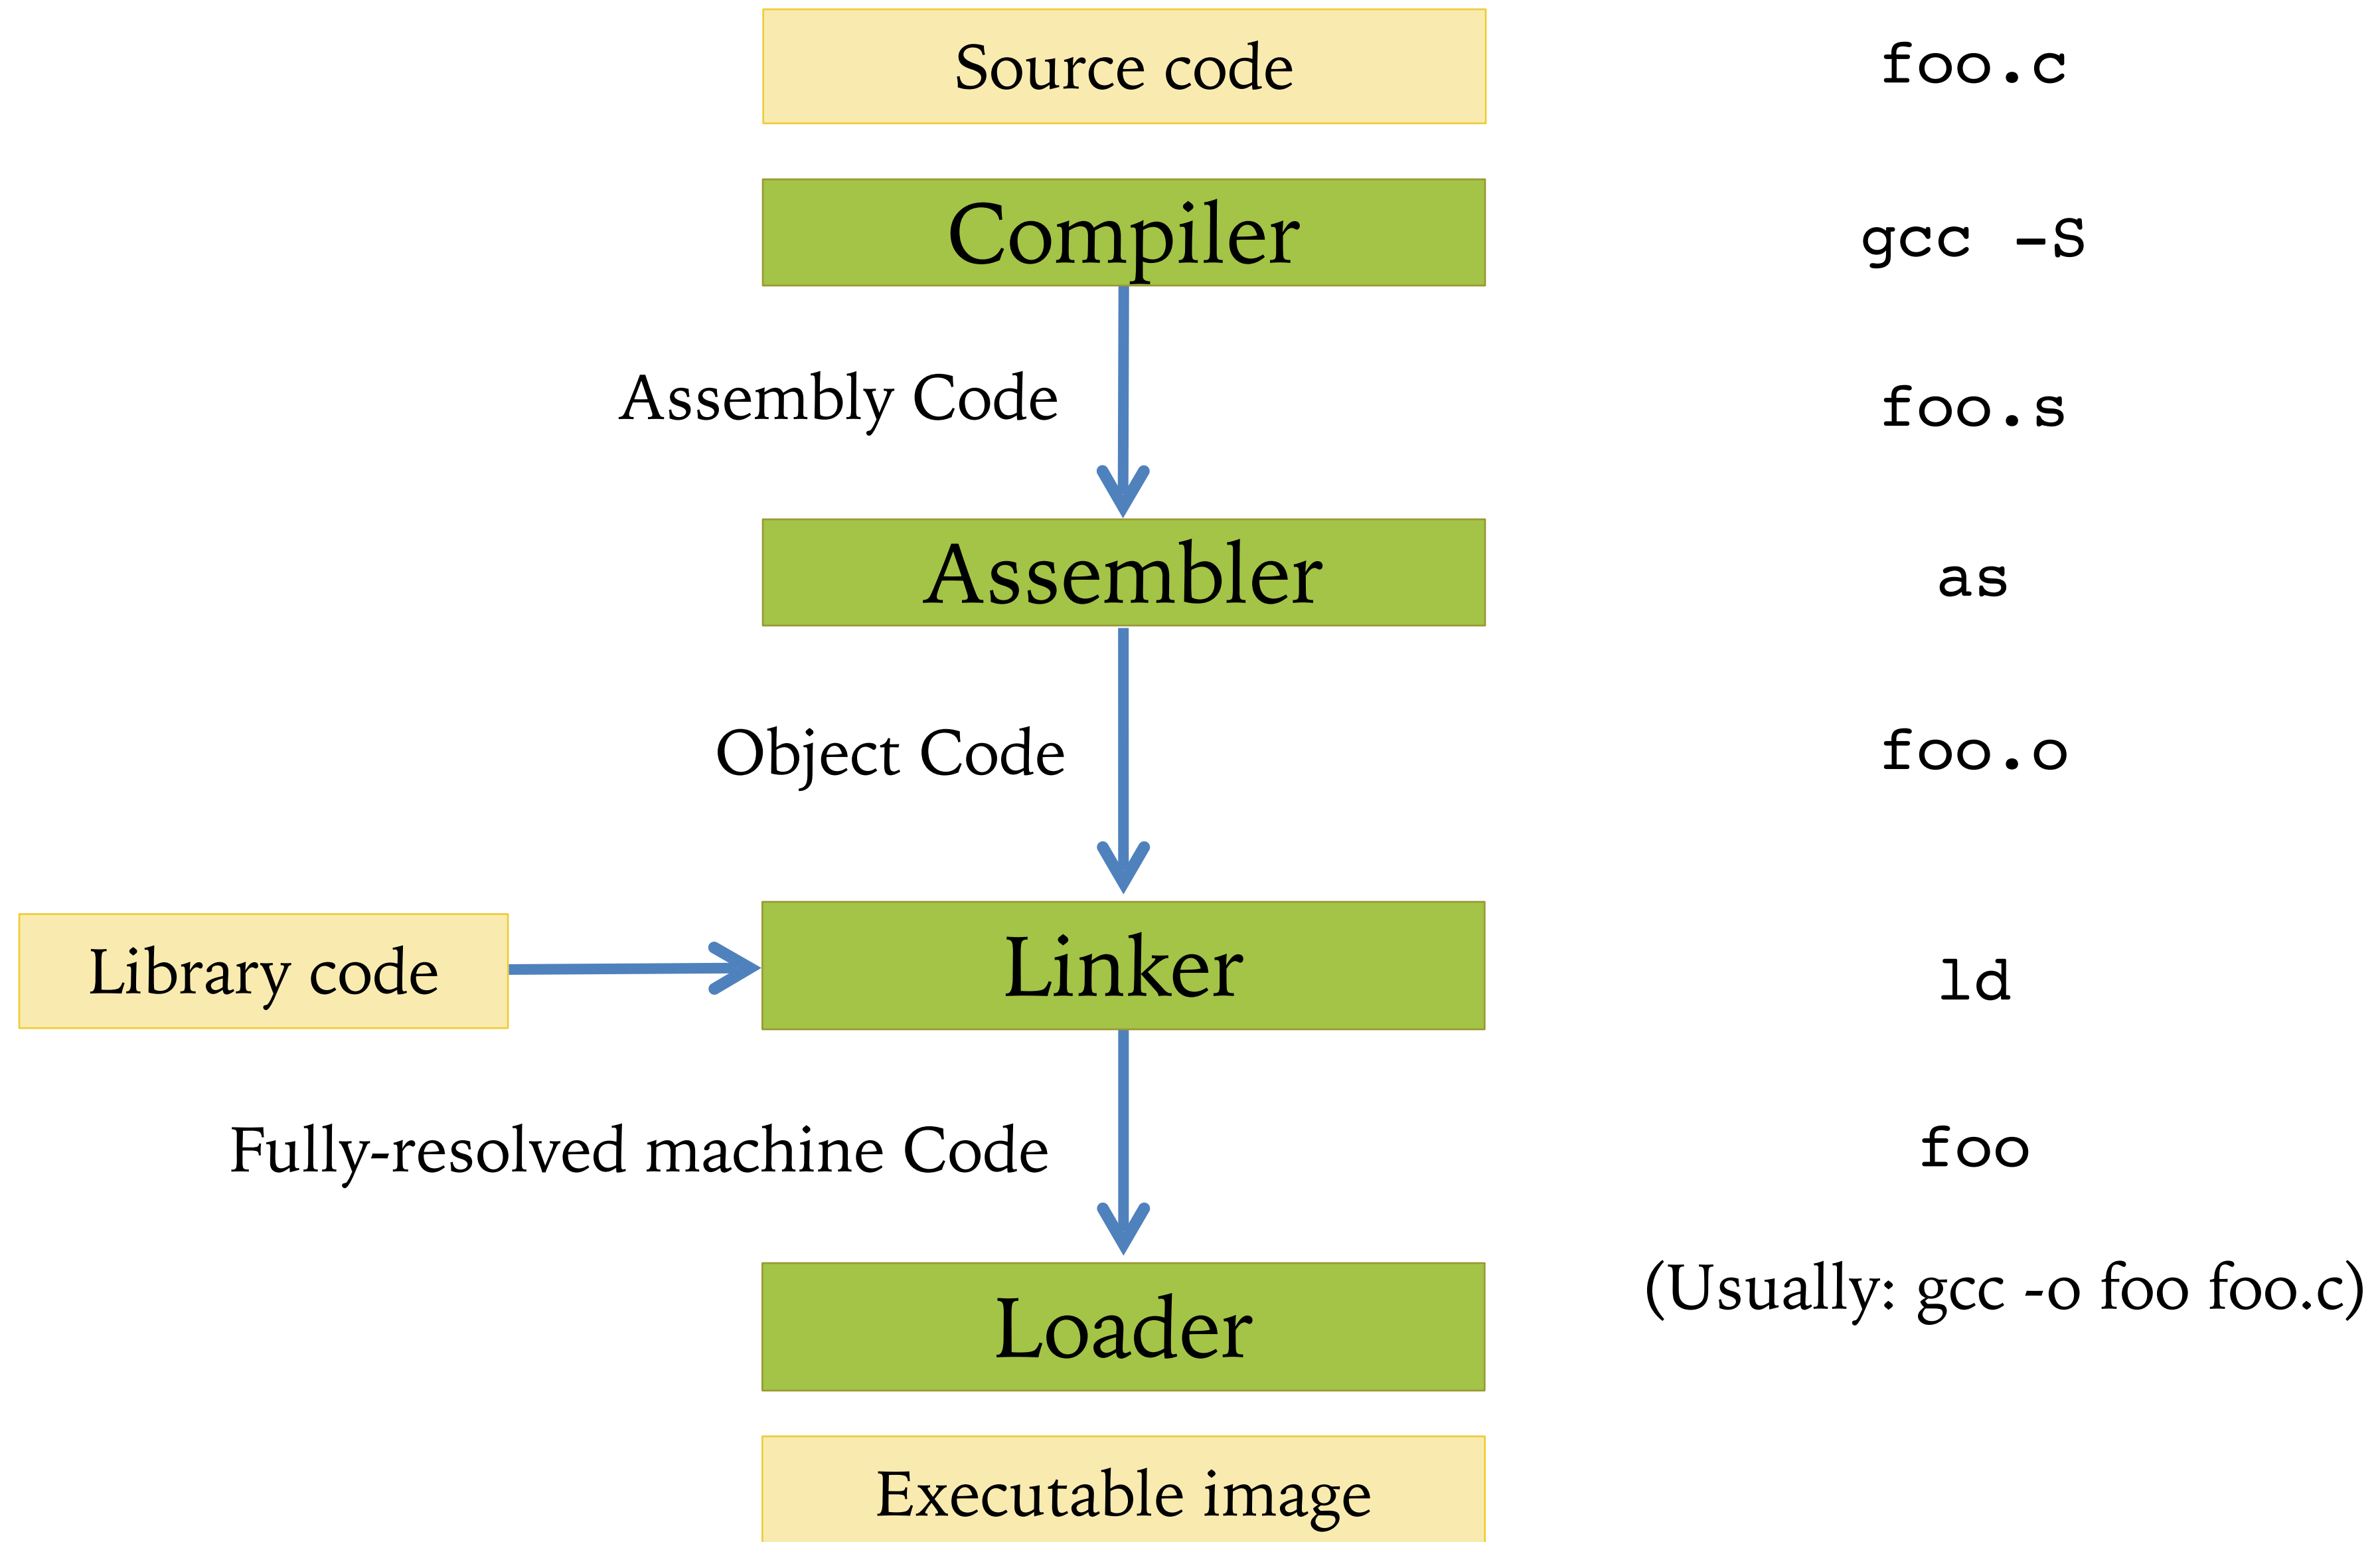 Source code
foo.c
Compiler
gcc –S
Assembly Code
foo.s
Assembler
as
Object Code
foo.o
Library code
Linker
ld
Fully-resolved machine Code
foo
Loader
(Usually: gcc -o foo foo.c)
Executable image